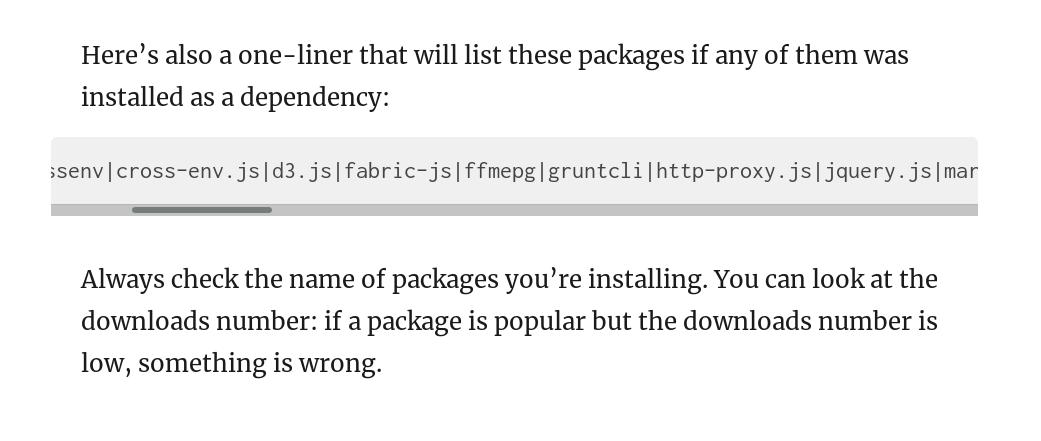 Here’s also a one-liner that will list these packages if any of them was
installed as a dependency:
ssenv|cross-env.js|d3.js|fabric-js|ffmepg|gruntcli|http-proxy.js|jquery.js|mar
Always check the name of packages you’re installing. You can look at the
downloads number: if a package is popular but the downloads number is
low, something is wrong.